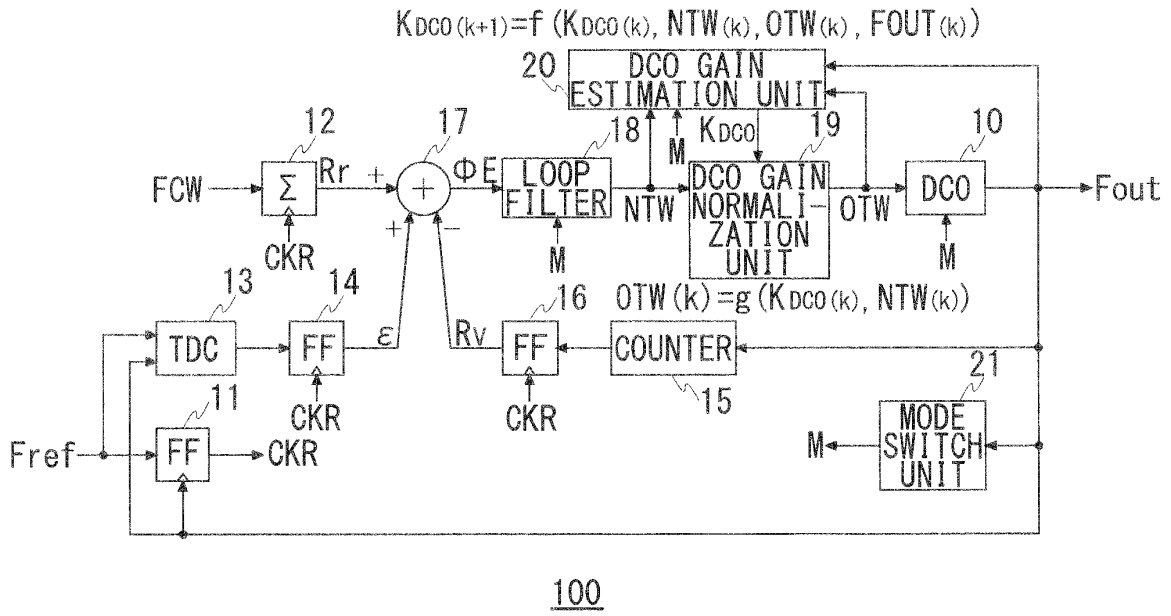 KDCO(k+1)=f(KDCO(k), NTW(k), OTW(k), FOUT(k))
20
DCO GAIN
ESTIMATION UNIT
12
17
18
M
KDCO
19
10
FCW
Σ
Rr
+
+
ΦE
LOOP
FILTER
NTW
DCO GAIN
NORMALI-
ZATION
UNIT
OTW
DCO
Fout
+
-
CKR
M
M
13
14
16
OTW(k)=g(KDCO(k), NTW(k))
TDC
FF
ε
Rv
FF
COUNTER
15
21
11
CKR
CKR
MODE
SWITCH
UNIT
M
Fref
FF
CKR
100